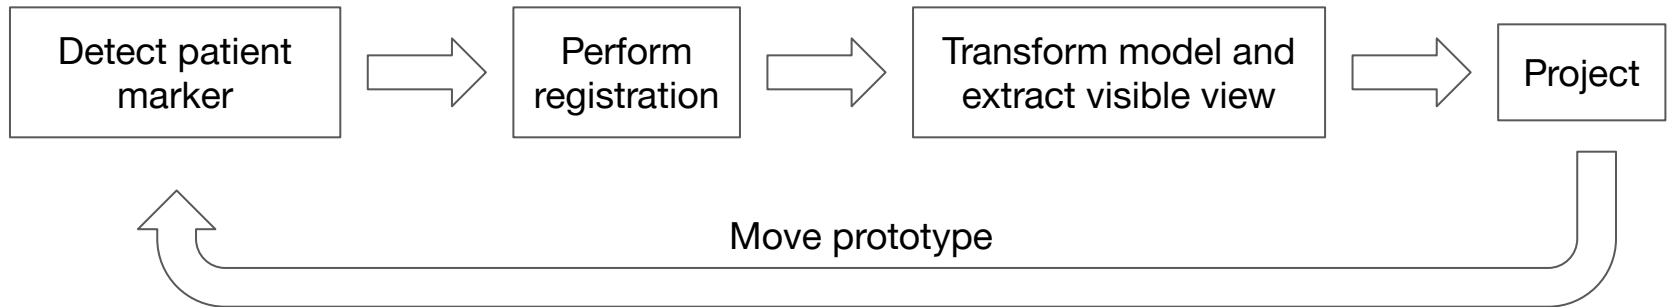 Detect patient
marker
Perform
registration
Transform model and
extract visible view
Project
Move prototype